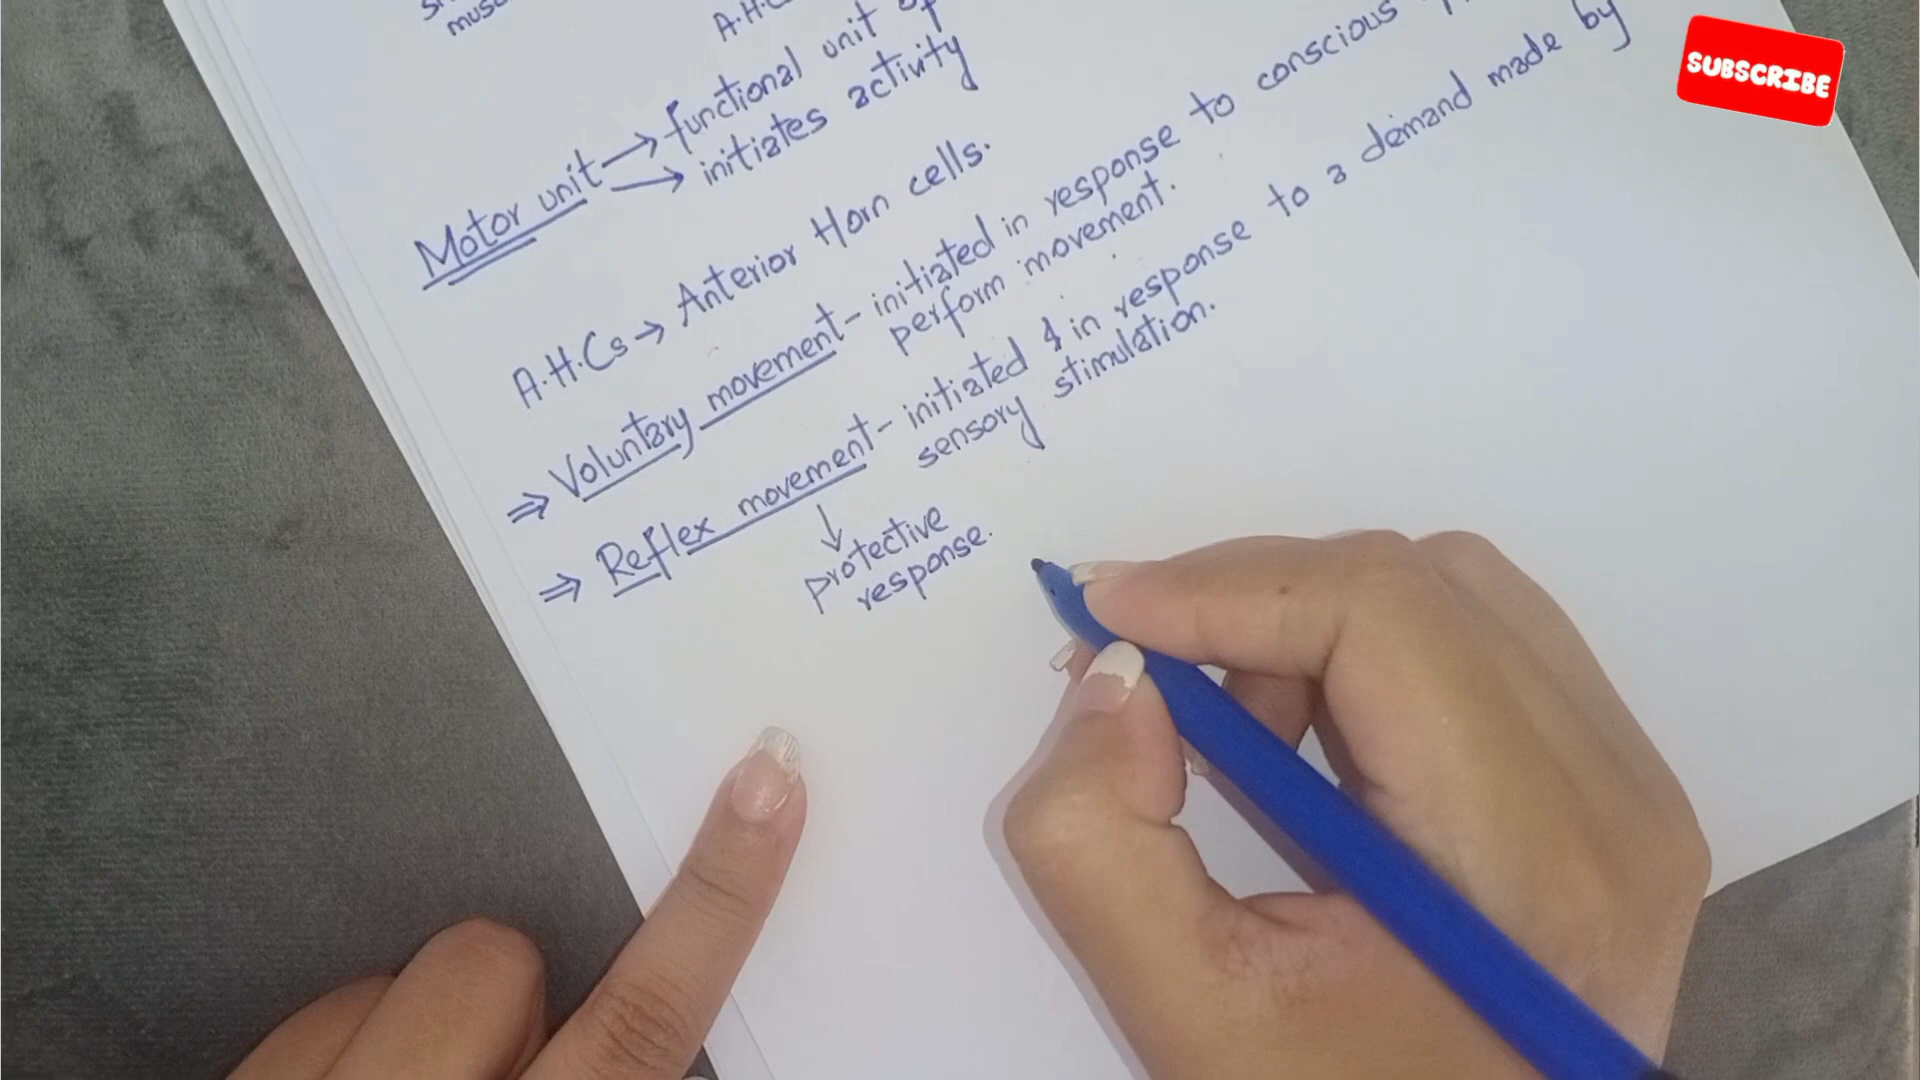 A.H.C
Motor unit → functional unit
→ initiates activity
A.H.Cs → Anterior Horn cells.
⇒ Voluntary movement - initiated in response to conscious
perform movement.
⇒ Reflex movement - initiated & in response to a demand made by
sensory stimulation.
↓
protective
response.
SUBSCRIBE